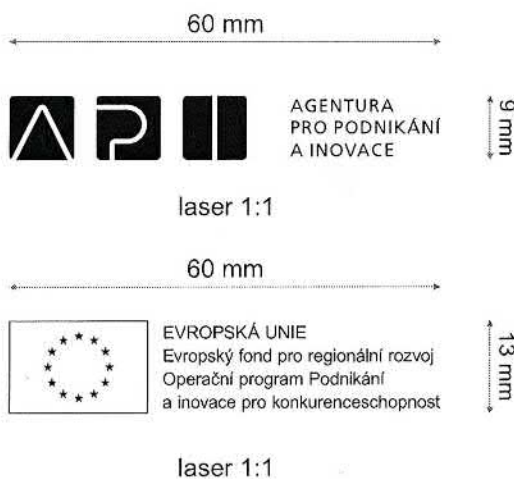 60 mm
API
AGENTURA
PRO PODNIKÁNÍ
A INOVACE
9 mm
laser 1:1
60 mm
EVROPSKÁ UNIE
Evropský fond pro regionální rozvoj
Operační program Podnikání
a inovace pro konkurenceschopnost
13 mm
laser 1:1